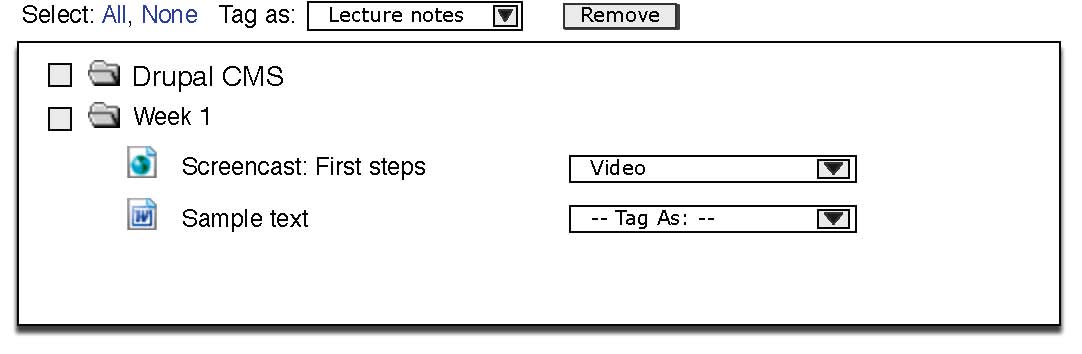 Select: All, None Tag as: Lecture notes Remove
Drupal CMS
Week 1
Screencast: First steps Video
Sample text -- Tag As: --